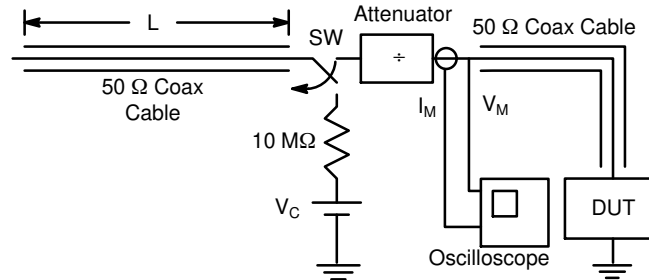 L
SW
Attenuator
÷
50 Ω Coax Cable
50 Ω Coax
Cable
I_M
V_M
10 MΩ
V_C
DUT
Oscilloscope